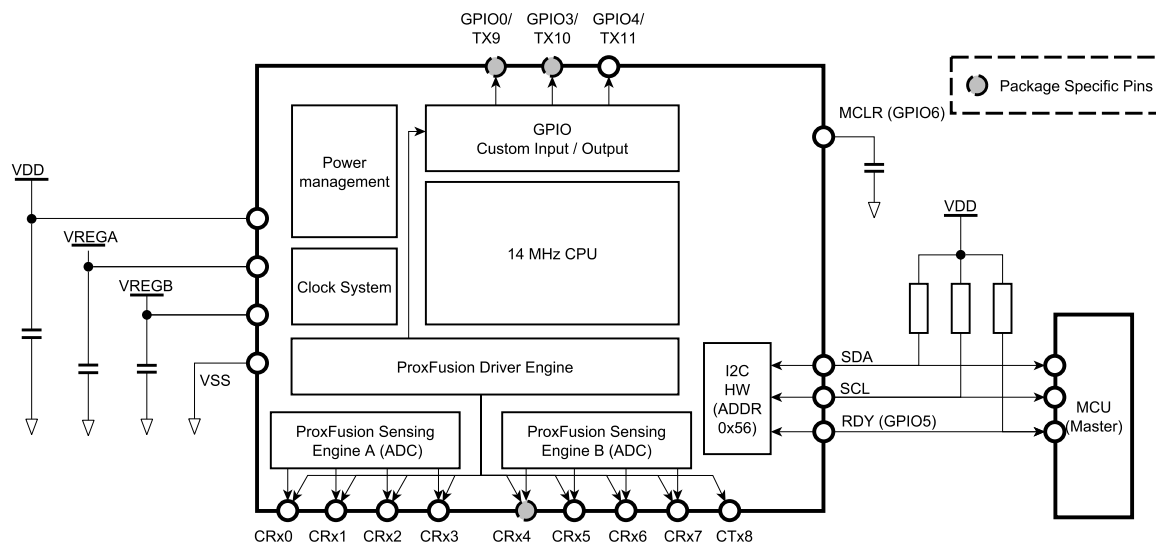 GPIO0/
TX9
GPIO3/
TX10
GPIO4/
TX11
Package Specific Pins
MCLR (GPIO6)
GPIO
Custom Input / Output
Power
management
VDD
VREGA
VREGB
VSS
14 MHz CPU
Clock System
VDD
ProxFusion Driver Engine
I2C
HW
(ADDR
0x56)
SDA
SCL
RDY (GPIO5)
MCU
(Master)
ProxFusion Sensing
Engine A (ADC)
ProxFusion Sensing
Engine B (ADC)
CRx0
CRx1
CRx2
CRx3
CRx4
CRx5
CRx6
CRx7
CTx8